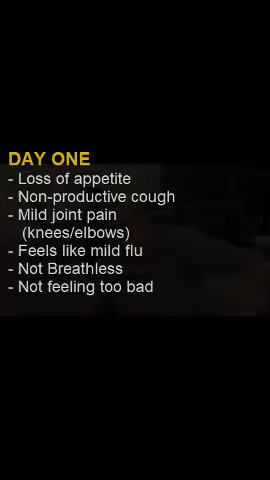 DAY ONE
- Loss of appetite
- Non-productive cough
- Mild joint pain
(knees/elbows)
- Feels like mild flu
- Not Breathless
- Not feeling too bad